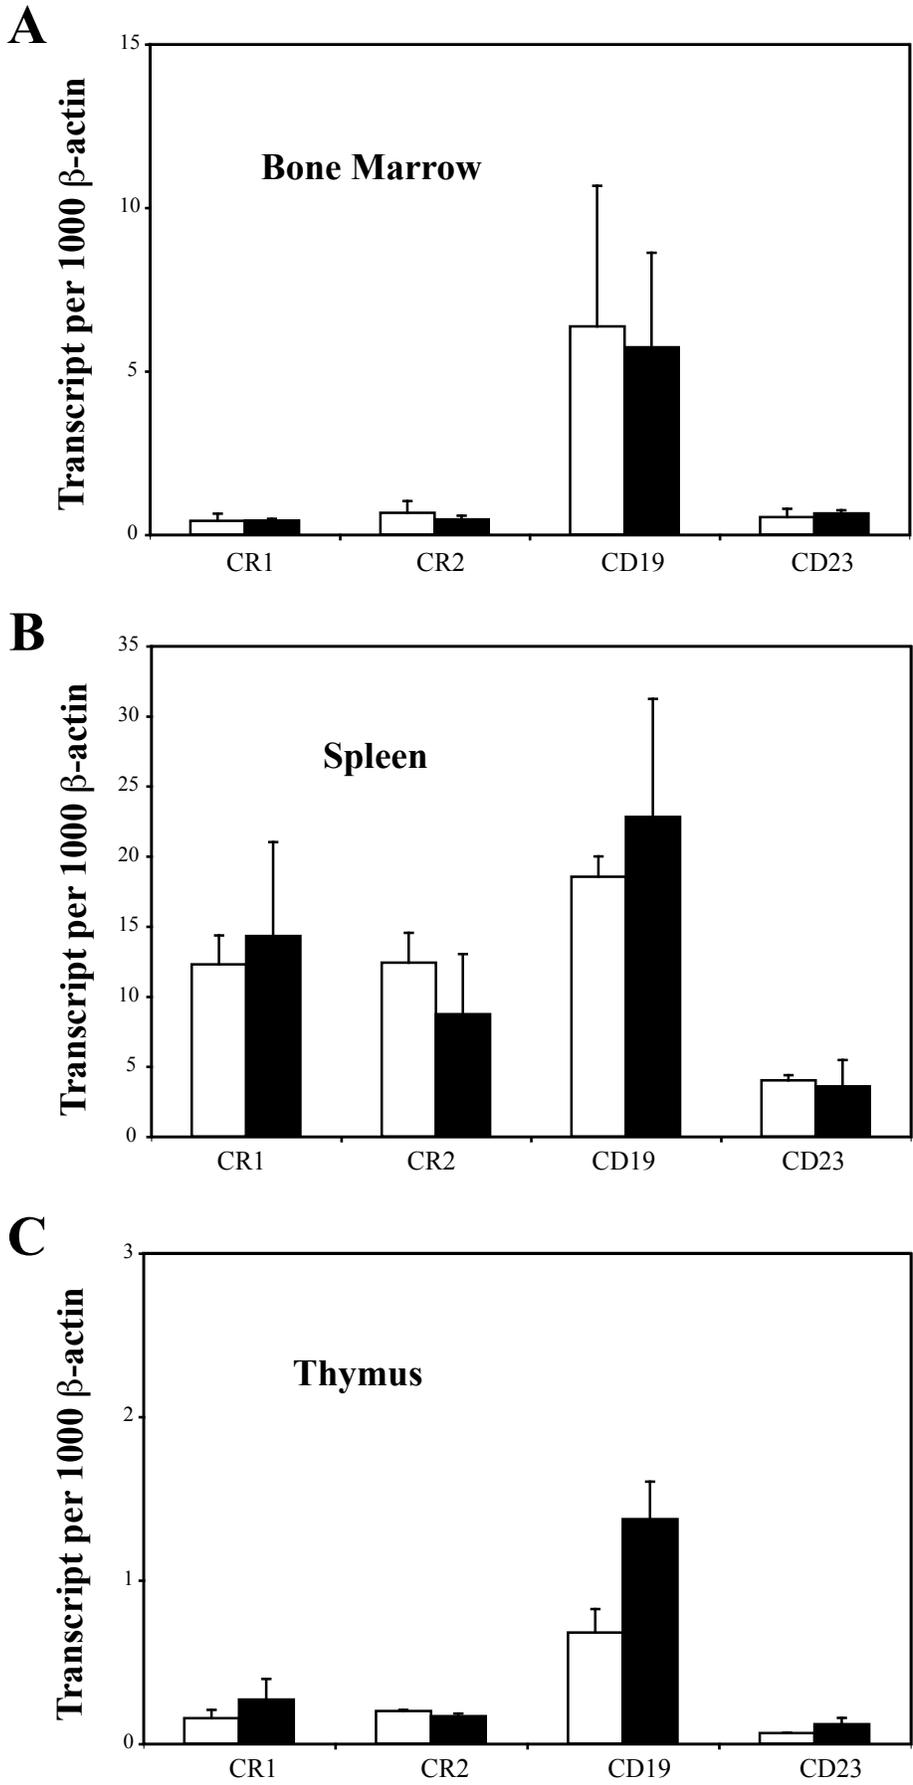 A
Transcript per 1000 β-actin
15
10
5
0
Bone Marrow
CR1 CR2 CD19 CD23
B
Transcript per 1000 β-actin
35
30
25
20
15
10
5
0
Spleen
CR1 CR2 CD19 CD23
C
Transcript per 1000 β-actin
3
2
1
0
Thymus
CR1 CR2 CD19 CD23